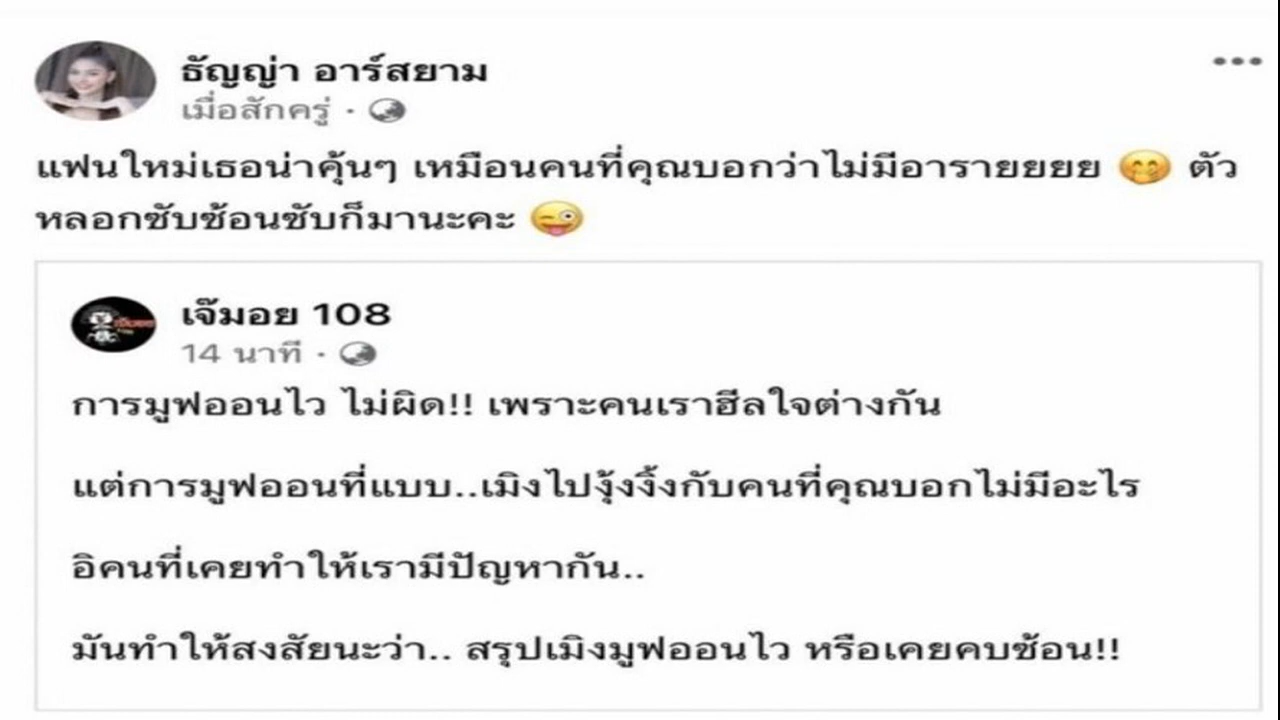 ธัญญ่า อาร์สยาม
เมื่อสักครู่ ·
แฟนใหม่เธอน่าคุ้นๆ เหมือนคนที่คุณบอกว่าไม่มีอารายยยย 🤭 ตัว
หลอกซับซ้อนซับก็มานะคะ 😜
เจ๊มอย 108
14 นาที ·
การมูฟออนไว ไม่ผิด!! เพราะคนเราฮีลใจต่างกัน
แต่การมูฟออนที่แบบ..เมิงไปงุ้งงิ้งกับคนที่คุณบอกไม่มีอะไร
อิคนที่เคยทำให้เรามีปัญหากัน..
มันทำให้สงสัยนะว่า.. สรุปเมิงมูฟออนไว หรือเคยคบซ้อน!!